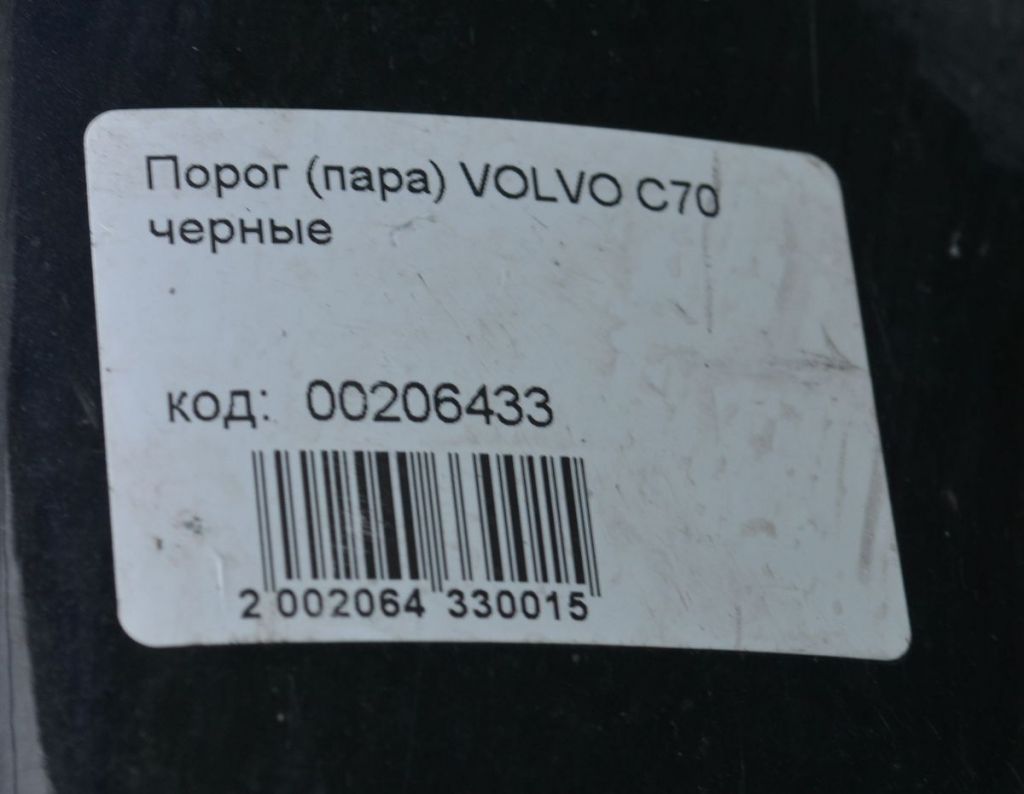 Порог (пара) VOLVO C70
черные
код: 00206433
2 002064 330015